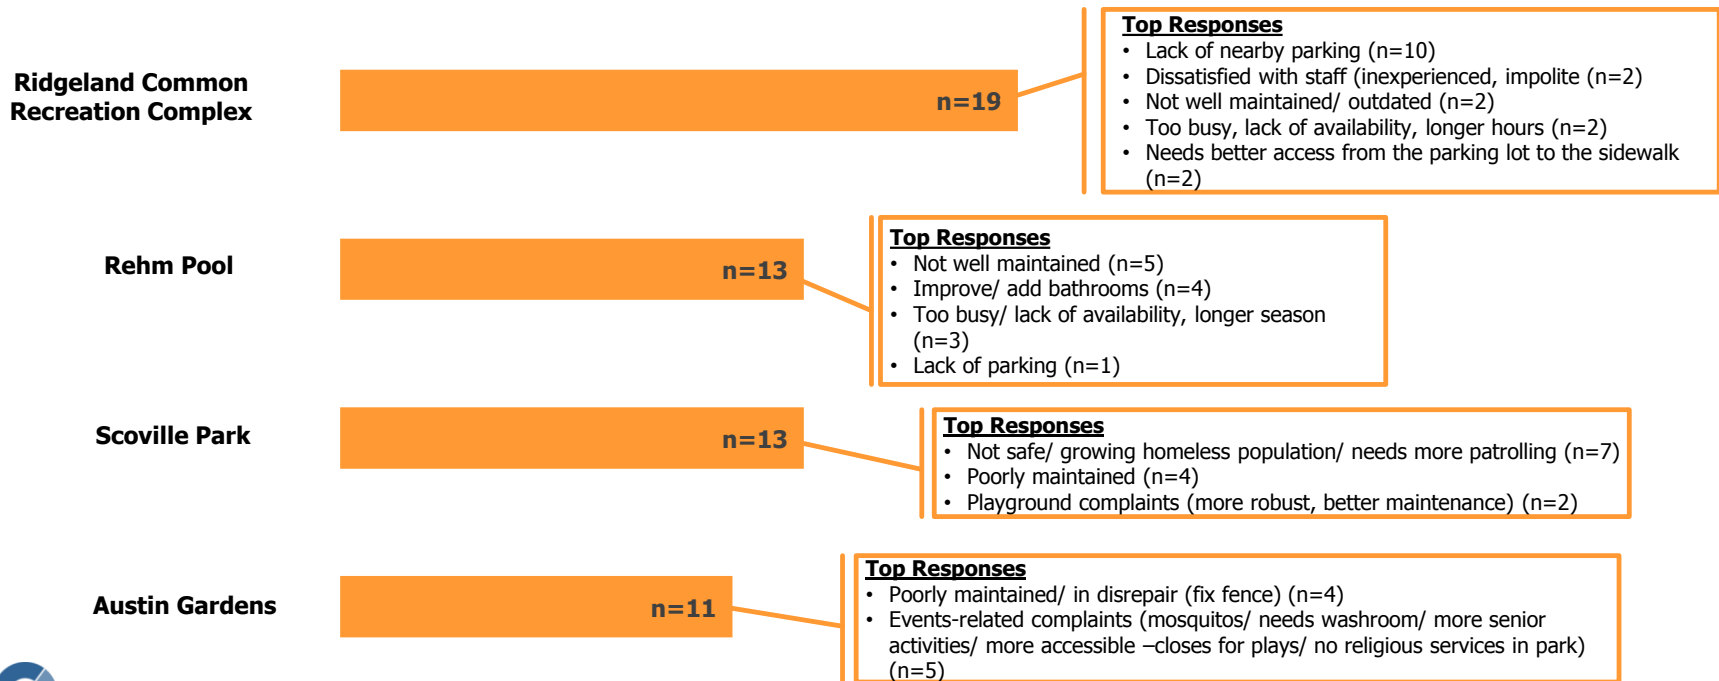 Ridgeland Common
Recreation Complex
n=19
Top Responses
• Lack of nearby parking (n=10)
• Dissatisfied with staff (inexperienced, impolite (n=2)
• Not well maintained/ outdated (n=2)
• Too busy, lack of availability, longer hours (n=2)
• Needs better access from the parking lot to the sidewalk
(n=2)
Rehm Pool
n=13
Top Responses
• Not well maintained (n=5)
• Improve/ add bathrooms (n=4)
• Too busy/ lack of availability, longer season
(n=3)
• Lack of parking (n=1)
Scoville Park
n=13
Top Responses
• Not safe/ growing homeless population/ needs more patrolling (n=7)
• Poorly maintained (n=4)
• Playground complaints (more robust, better maintenance) (n=2)
Austin Gardens
n=11
Top Responses
• Poorly maintained/ in disrepair (fix fence) (n=4)
• Events-related complaints (mosquitos/ needs washroom/ more senior
activities/ more accessible –closes for plays/ no religious services in park)
(n=5)